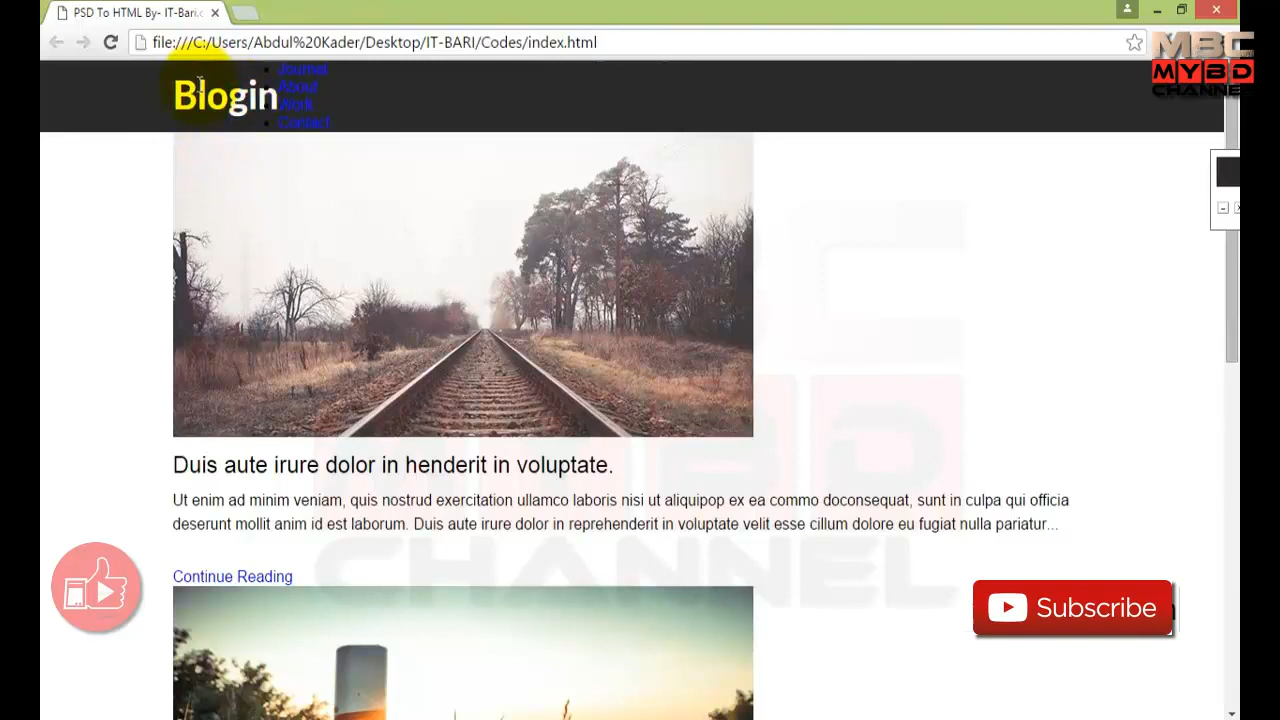 PSD To HTML By- IT-Bari.c
file:///C:/Users/Abdul%20Kader/Desktop/IT-BARI/Codes/index.html
MBC
MYBD
CHANNEL
Blogin
Journal
About
Work
Contact
Duis aute irure dolor in henderit in voluptate.
Ut enim ad minim veniam, quis nostrud exercitation ullamco laboris nisi ut aliquipop ex ea commo doconsequat, sunt in culpa qui officia
deserunt mollit anim id est laborum. Duis aute irure dolor in reprehenderit in voluptate velit esse cillum dolore eu fugiat nulla pariatur...
Continue Reading
Subscribe
MBC
MYBD
CHANNEL